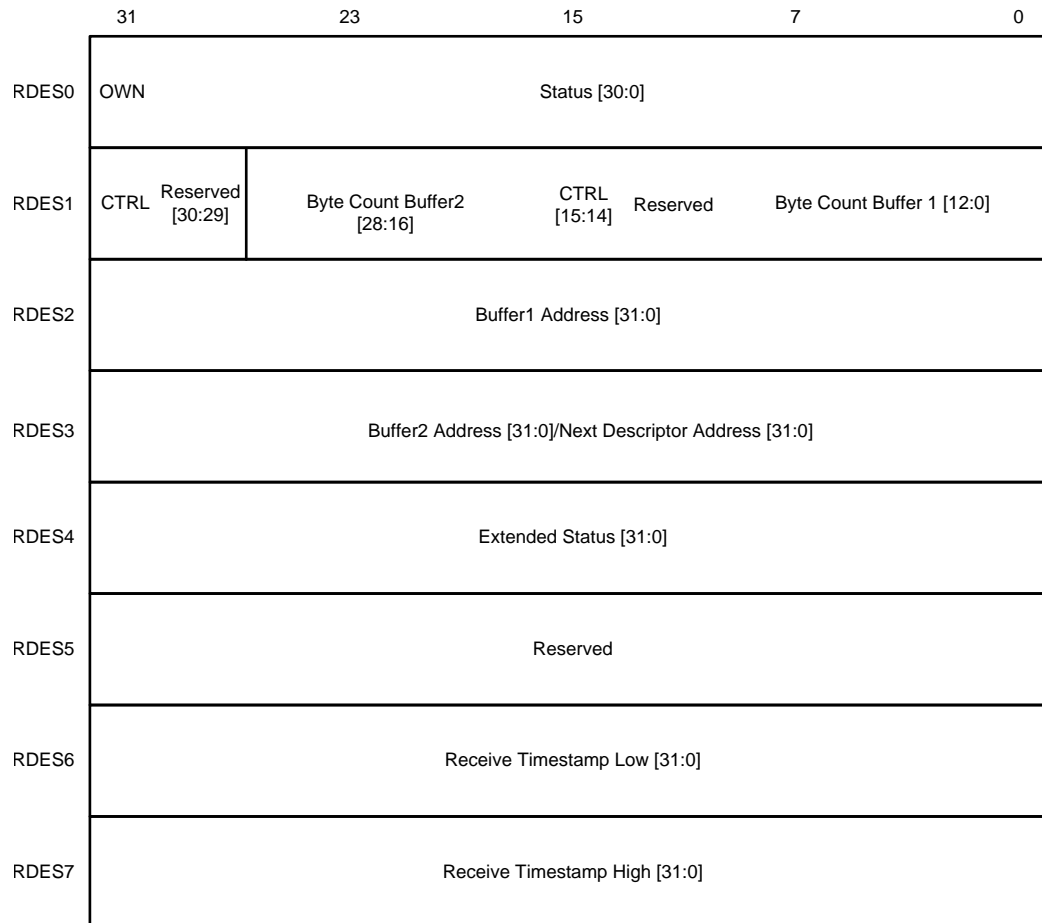 31 23 15 7 0
RDES0 OWN Status [30:0]
RDES1 CTRL Reserved [30:29] Byte Count Buffer2 [28:16] CTRL [15:14] Reserved Byte Count Buffer 1 [12:0]
RDES2 Buffer1 Address [31:0]
RDES3 Buffer2 Address [31:0]/Next Descriptor Address [31:0]
RDES4 Extended Status [31:0]
RDES5 Reserved
RDES6 Receive Timestamp Low [31:0]
RDES7 Receive Timestamp High [31:0]